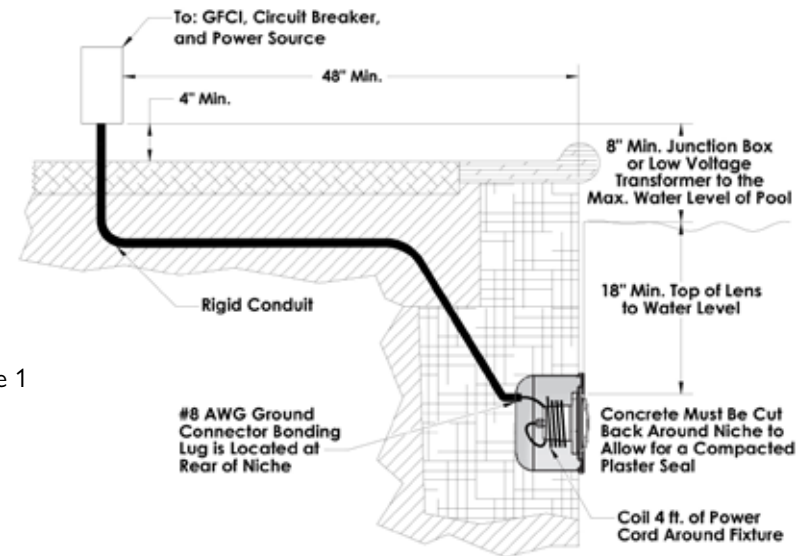 To: GFCI, Circuit Breaker,
and Power Source
48" Min.
4" Min.
8" Min. Junction Box
or Low Voltage
Transformer to the
Max. Water Level of Pool
18" Min. Top of Lens
to Water Level
Rigid Conduit
e 1
#8 AWG Ground
Connector Bonding
Lug is Located at
Rear of Niche
Concrete Must Be Cut
Back Around Niche to
Allow for a Compacted
Plaster Seal
Coil 4 ft. of Power
Cord Around Fixture